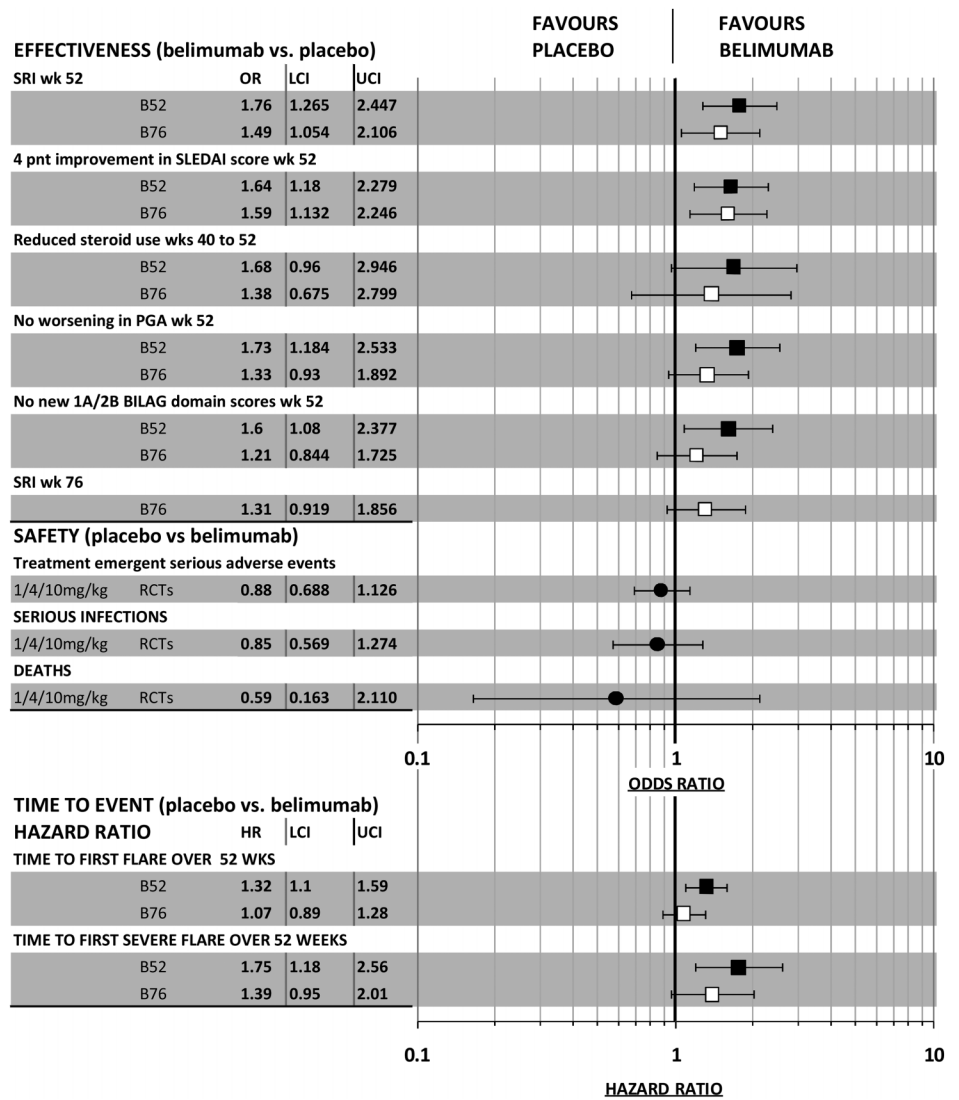 FAVOURS FAVOURS
PLACEBO BELIMUMAB
EFFECTIVENESS (belimumab vs. placebo)
SRI wk 52 OR LCI UCI
B52 1.76 1.265 2.447
B76 1.49 1.054 2.106
4 pnt improvement in SLEDAI score wk 52
B52 1.64 1.18 2.279
B76 1.59 1.132 2.246
Reduced steroid use wks 40 to 52
B52 1.68 0.96 2.946
B76 1.38 0.675 2.799
No worsening in PGA wk 52
B52 1.73 1.184 2.533
B76 1.33 0.93 1.892
No new 1A/2B BILAG domain scores wk 52
B52 1.6 1.08 2.377
B76 1.21 0.844 1.725
SRI wk 76
B76 1.31 0.919 1.856
SAFETY (placebo vs belimumab)
Treatment emergent serious adverse events
1/4/10mg/kg RCTs 0.88 0.688 1.126
SERIOUS INFECTIONS
1/4/10mg/kg RCTs 0.85 0.569 1.274
DEATHS
1/4/10mg/kg RCTs 0.59 0.163 2.110
0.1 1 10
ODDS RATIO
TIME TO EVENT (placebo vs. belimumab)
HAZARD RATIO HR LCI UCI
TIME TO FIRST FLARE OVER 52 WKS
B52 1.32 1.1 1.59
B76 1.07 0.89 1.28
TIME TO FIRST SEVERE FLARE OVER 52 WEEKS
B52 1.75 1.18 2.56
B76 1.39 0.95 2.01
0.1 1 10
HAZARD RATIO